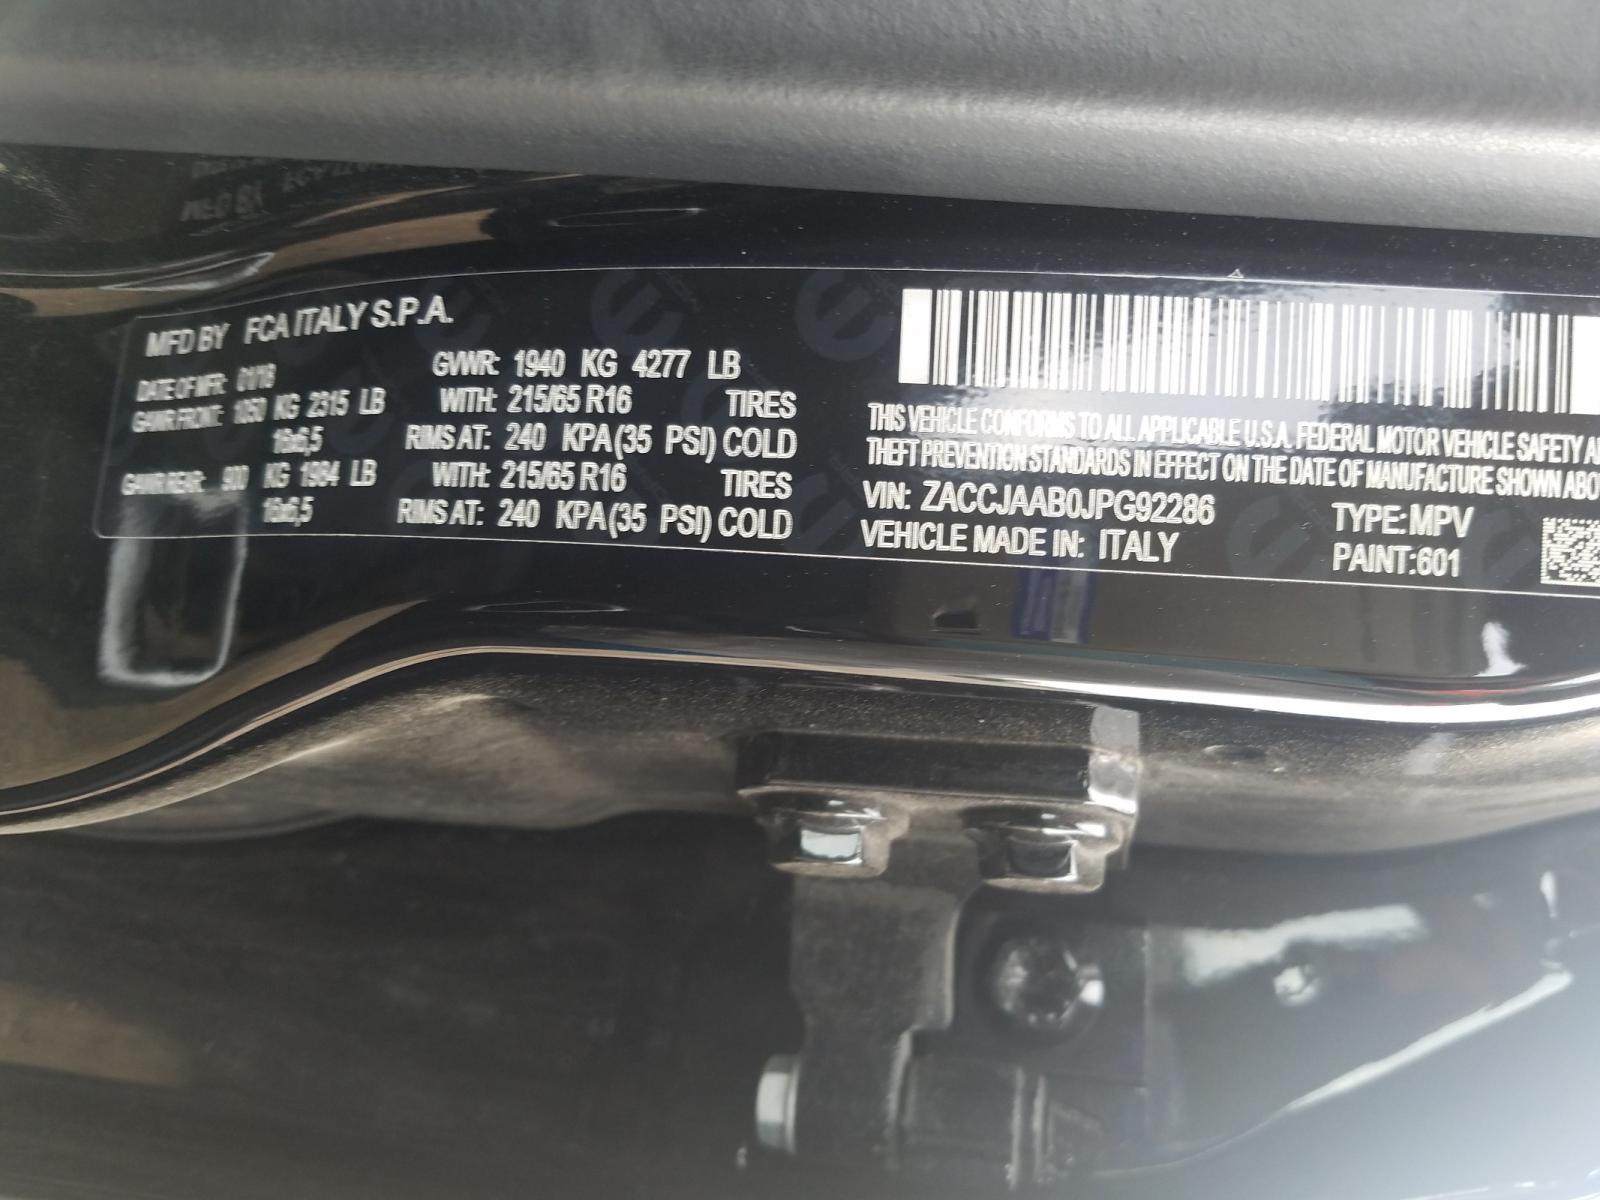 MFD BY FCA ITALY S.P.A.
DATE OF MFR: 01/18 GVWR: 1940 KG 4277 LB
GAWR FRONT: 1050 KG 2315 LB WITH: 215/65 R16 TIRES
16x6,5 RIMS AT: 240 KPA(35 PSI) COLD
GAWR REAR: 900 KG 1984 LB WITH: 215/65 R16 TIRES
16x6,5 RIMS AT: 240 KPA(35 PSI) COLD
THIS VEHICLE CONFORMS TO ALL APPLICABLE U.S.A. FEDERAL MOTOR VEHICLE SAFETY
THEFT PREVENTION STANDARDS IN EFFECT ON THE DATE OF MANUFACTURE SHOWN ABO
VIN: ZACCJAAB0JPG92286 TYPE: MPV
VEHICLE MADE IN: ITALY PAINT:601